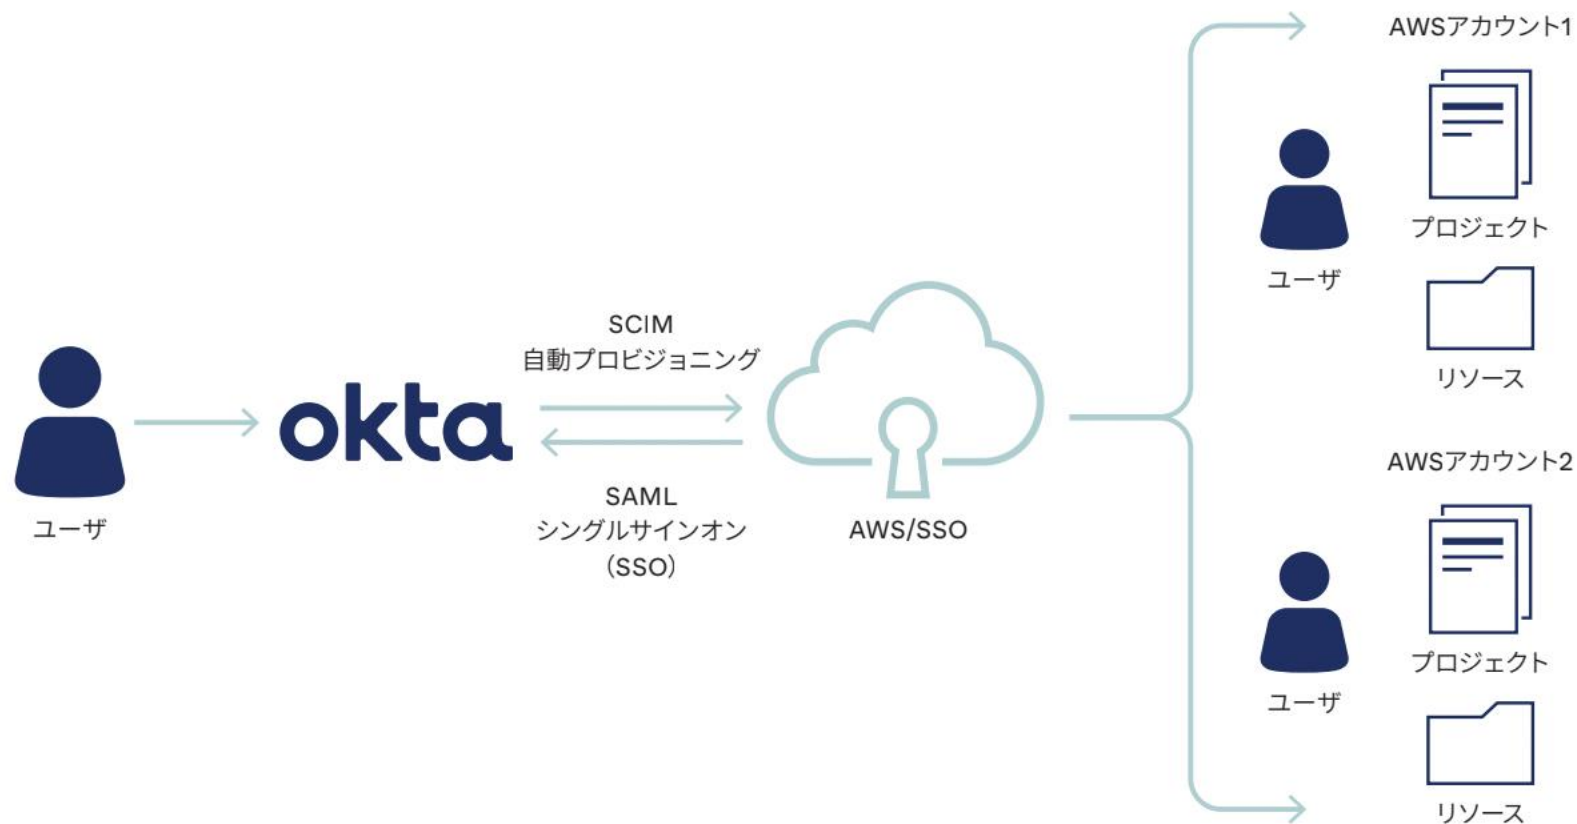 ユーザ
okta
SCIM
自動プロビジョニング
SAML
シングルサインオン
（SSO）
AWS/SSO
AWSアカウント1
プロジェクト
ユーザ
リソース
AWSアカウント2
プロジェクト
ユーザ
リソース